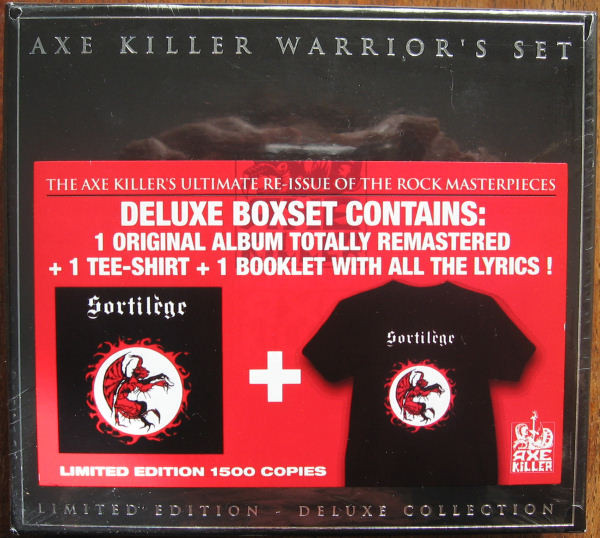 AXE KILLER WARRIOR'S SET
THE AXE KILLER'S ULTIMATE RE-ISSUE OF THE ROCK MASTERPIECES
DELUXE BOXSET CONTAINS:
1 ORIGINAL ALBUM TOTALLY REMASTERED
+ 1 TEE-SHIRT + 1 BOOKLET WITH ALL THE LYRICS !
Sortilège
+
Sortilège
AXE
KILLER
LIMITED EDITION 1500 COPIES
LIMITED EDITION - DELUXE COLLECTION